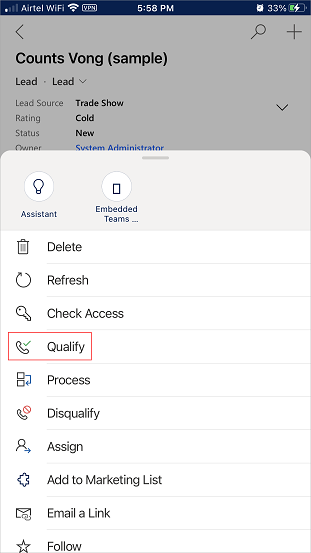 Airtel WiFi VPN 5:58 PM 33%
Counts Vong (sample)
Lead · Lead
Lead Source Trade Show
Rating Cold
Status New
Owner System Administrator
Assistant
Embedded
Teams ...
Delete
Refresh
Check Access
Qualify
Process
Disqualify
Assign
Add to Marketing List
Email a Link
Follow